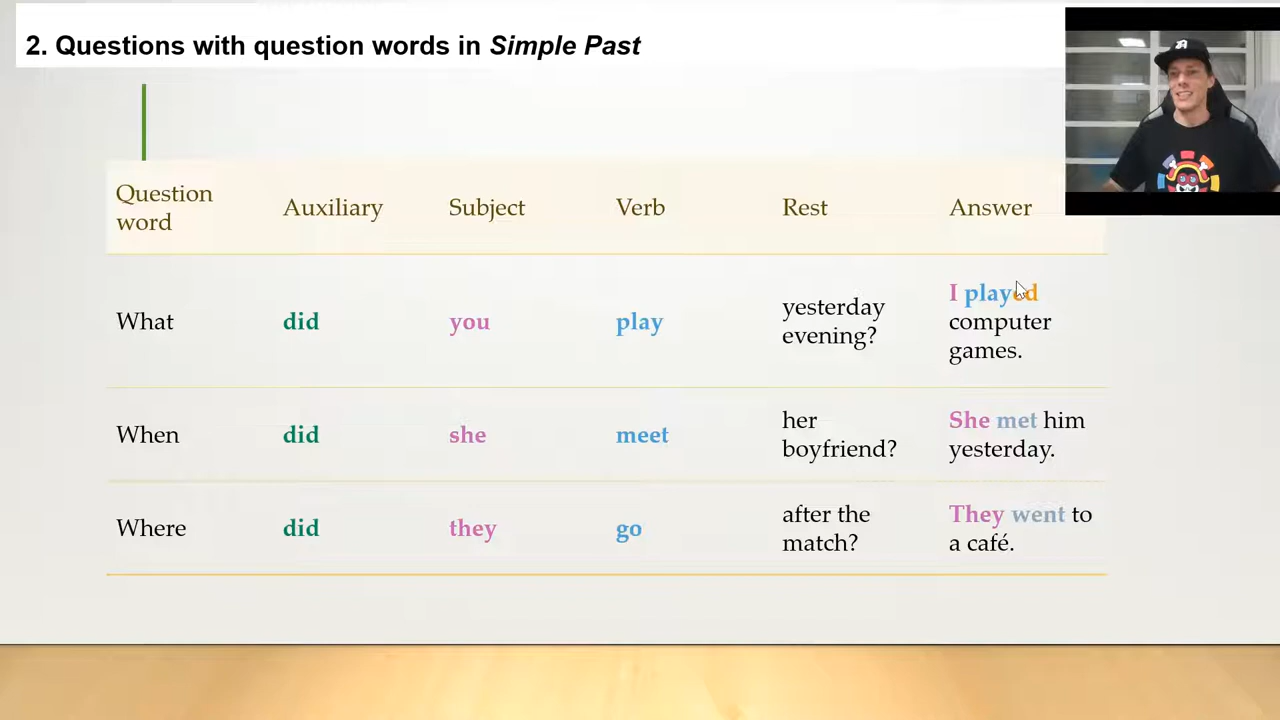 2. Questions with question words in Simple Past
Question
word
Auxiliary
Subject
Verb
Rest
Answer
What
did
you
play
yesterday
evening?
I played
computer
games.
When
did
she
meet
her
boyfriend?
She met him
yesterday.
Where
did
they
go
after the
match?
They went to
a café.